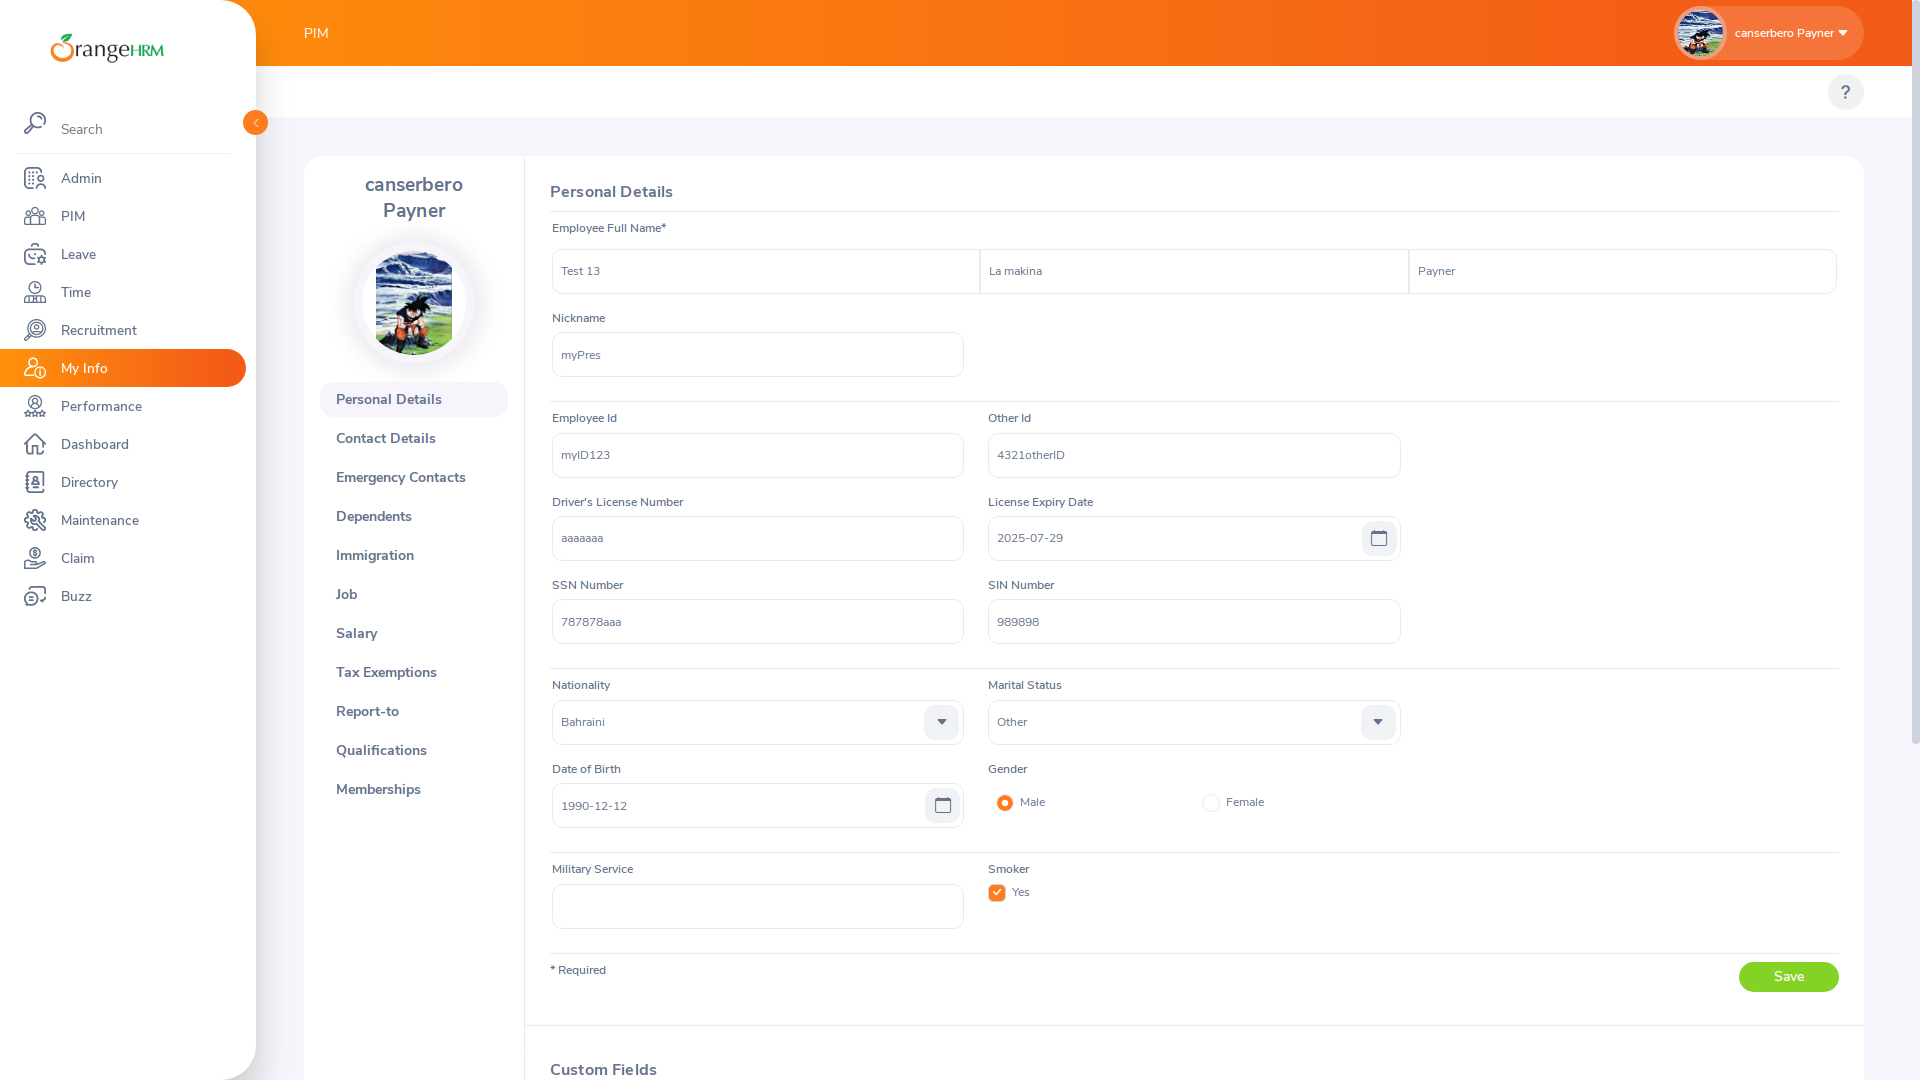 OrangeHRM
PIM
canserbero Payner
?
Search
Admin
PIM
Leave
Time
Recruitment
My Info
Performance
Dashboard
Directory
Maintenance
Claim
Buzz
canserbero
Payner
Personal Details
Contact Details
Emergency Contacts
Dependents
Immigration
Job
Salary
Tax Exemptions
Report-to
Qualifications
Memberships
Personal Details
Employee Full Name*
Test 13 La makina Payner
Nickname
myPres
Employee Id Other Id
myID123 4321otherID
Driver's License Number License Expiry Date
aaaaaaa 2025-07-29
SSN Number SIN Number
787878aaa 989898
Nationality Marital Status
Bahraini Other
Date of Birth Gender
1990-12-12 Male Female
Military Service Smoker
Yes
* Required Save
Custom Fields